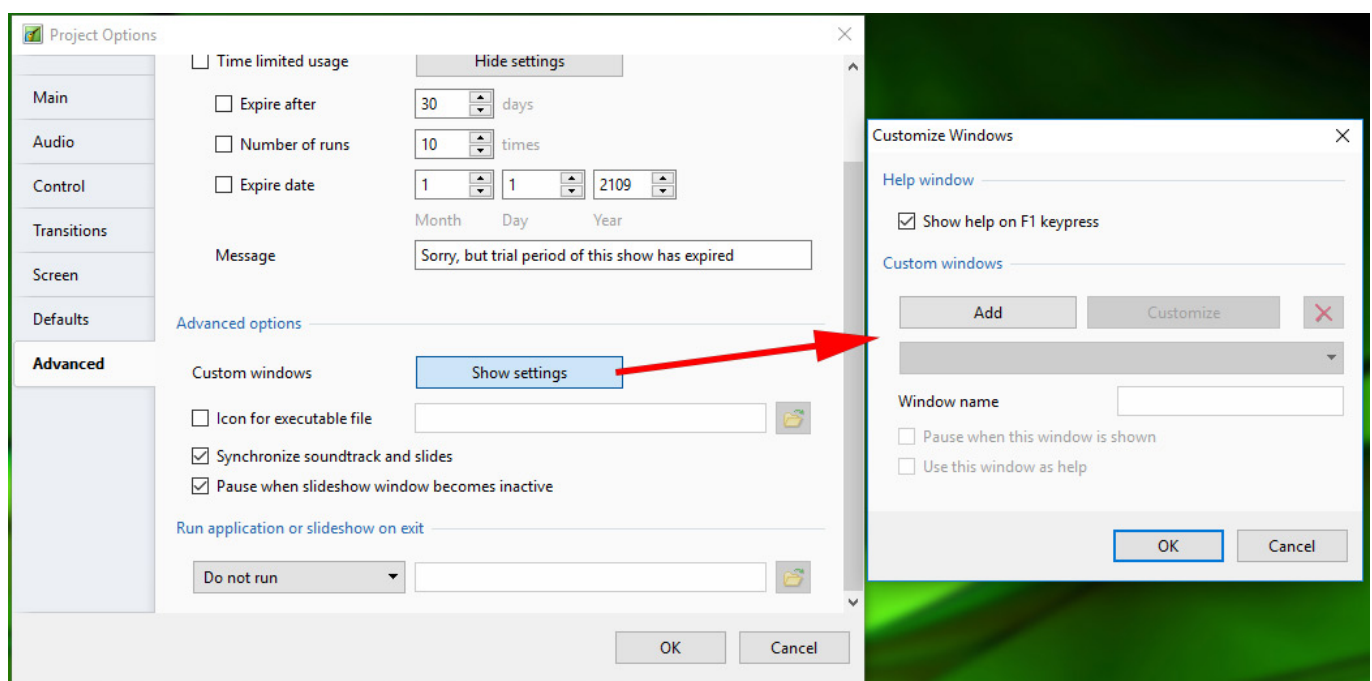 Project Options
Time limited usage Hide settings
Main
Expire after 30 days
Audio
Number of runs 10 times
Control
Expire date 1 1 2109
Month Day Year
Transitions
Message Sorry, but trial period of this show has expired
Screen
Defaults
Advanced options
Advanced
Custom windows Show settings
Icon for executable file
Synchronize soundtrack and slides
Pause when slideshow window becomes inactive
Run application or slideshow on exit
Do not run
OK Cancel
Customize Windows
Help window
Show help on F1 keypress
Custom windows
Add Customize
Window name
Pause when this window is shown
Use this window as help
OK Cancel